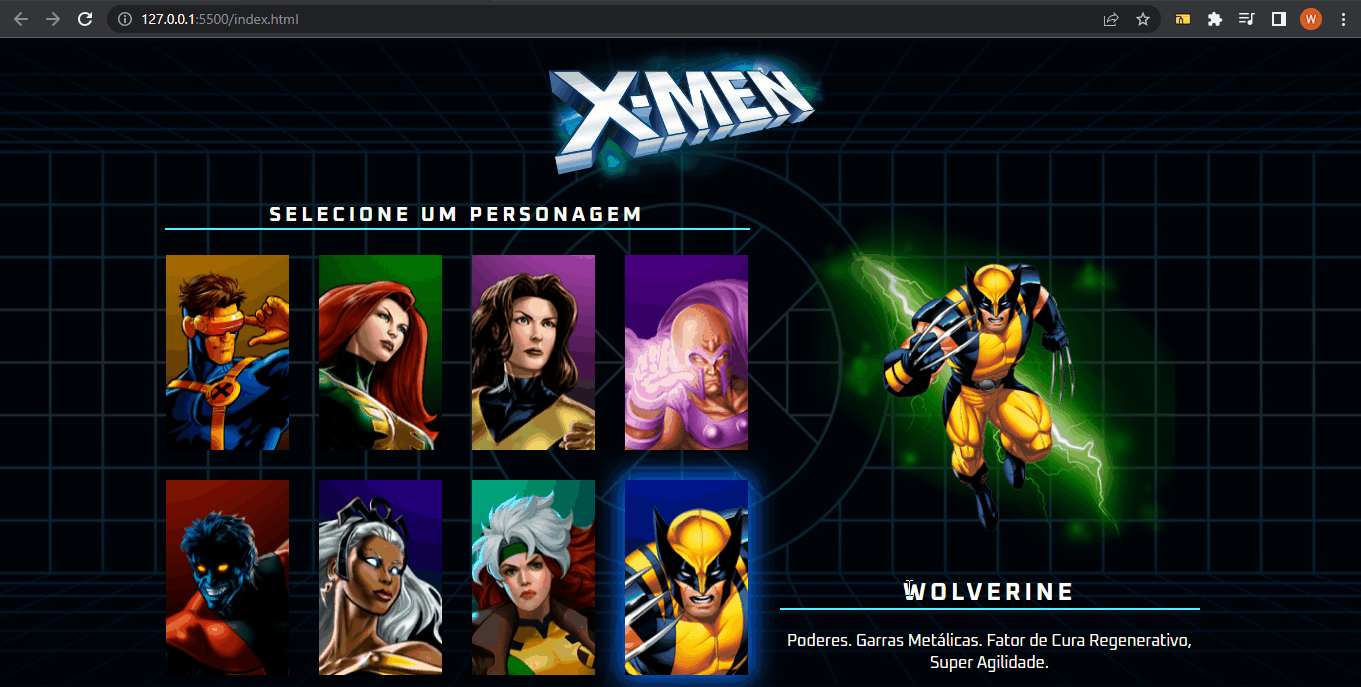 127.0.0.1:5500/index.html
W
X-MEN
SELECIONE UM PERSONAGEM
WOLVERINE
Poderes. Garras Metálicas. Fator de Cura Regenerativo,
Super Agilidade.